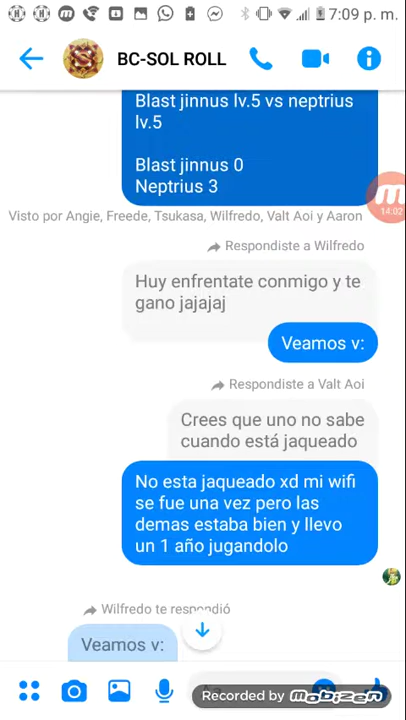 7:09 p. m.
BC-SOL ROLL
Blast jinnus lv.5 vs neptrius
lv.5
Blast jinnus 0
Neptrius 3
14:02
Visto por Angie, Freede, Tsukasa, Wilfredo, Valt Aoi y Aaron
Respondiste a Wilfredo
Huy enfrentate conmigo y te
gano jajajaj
Veamos v:
Respondiste a Valt Aoi
Crees que uno no sabe
cuando está jaqueado
No esta jaqueado xd mi wifi
se fue una vez pero las
demas estaba bien y llevo
un 1 año jugandolo
Wilfredo te respondió
Veamos v:
Recorded by Mobizen